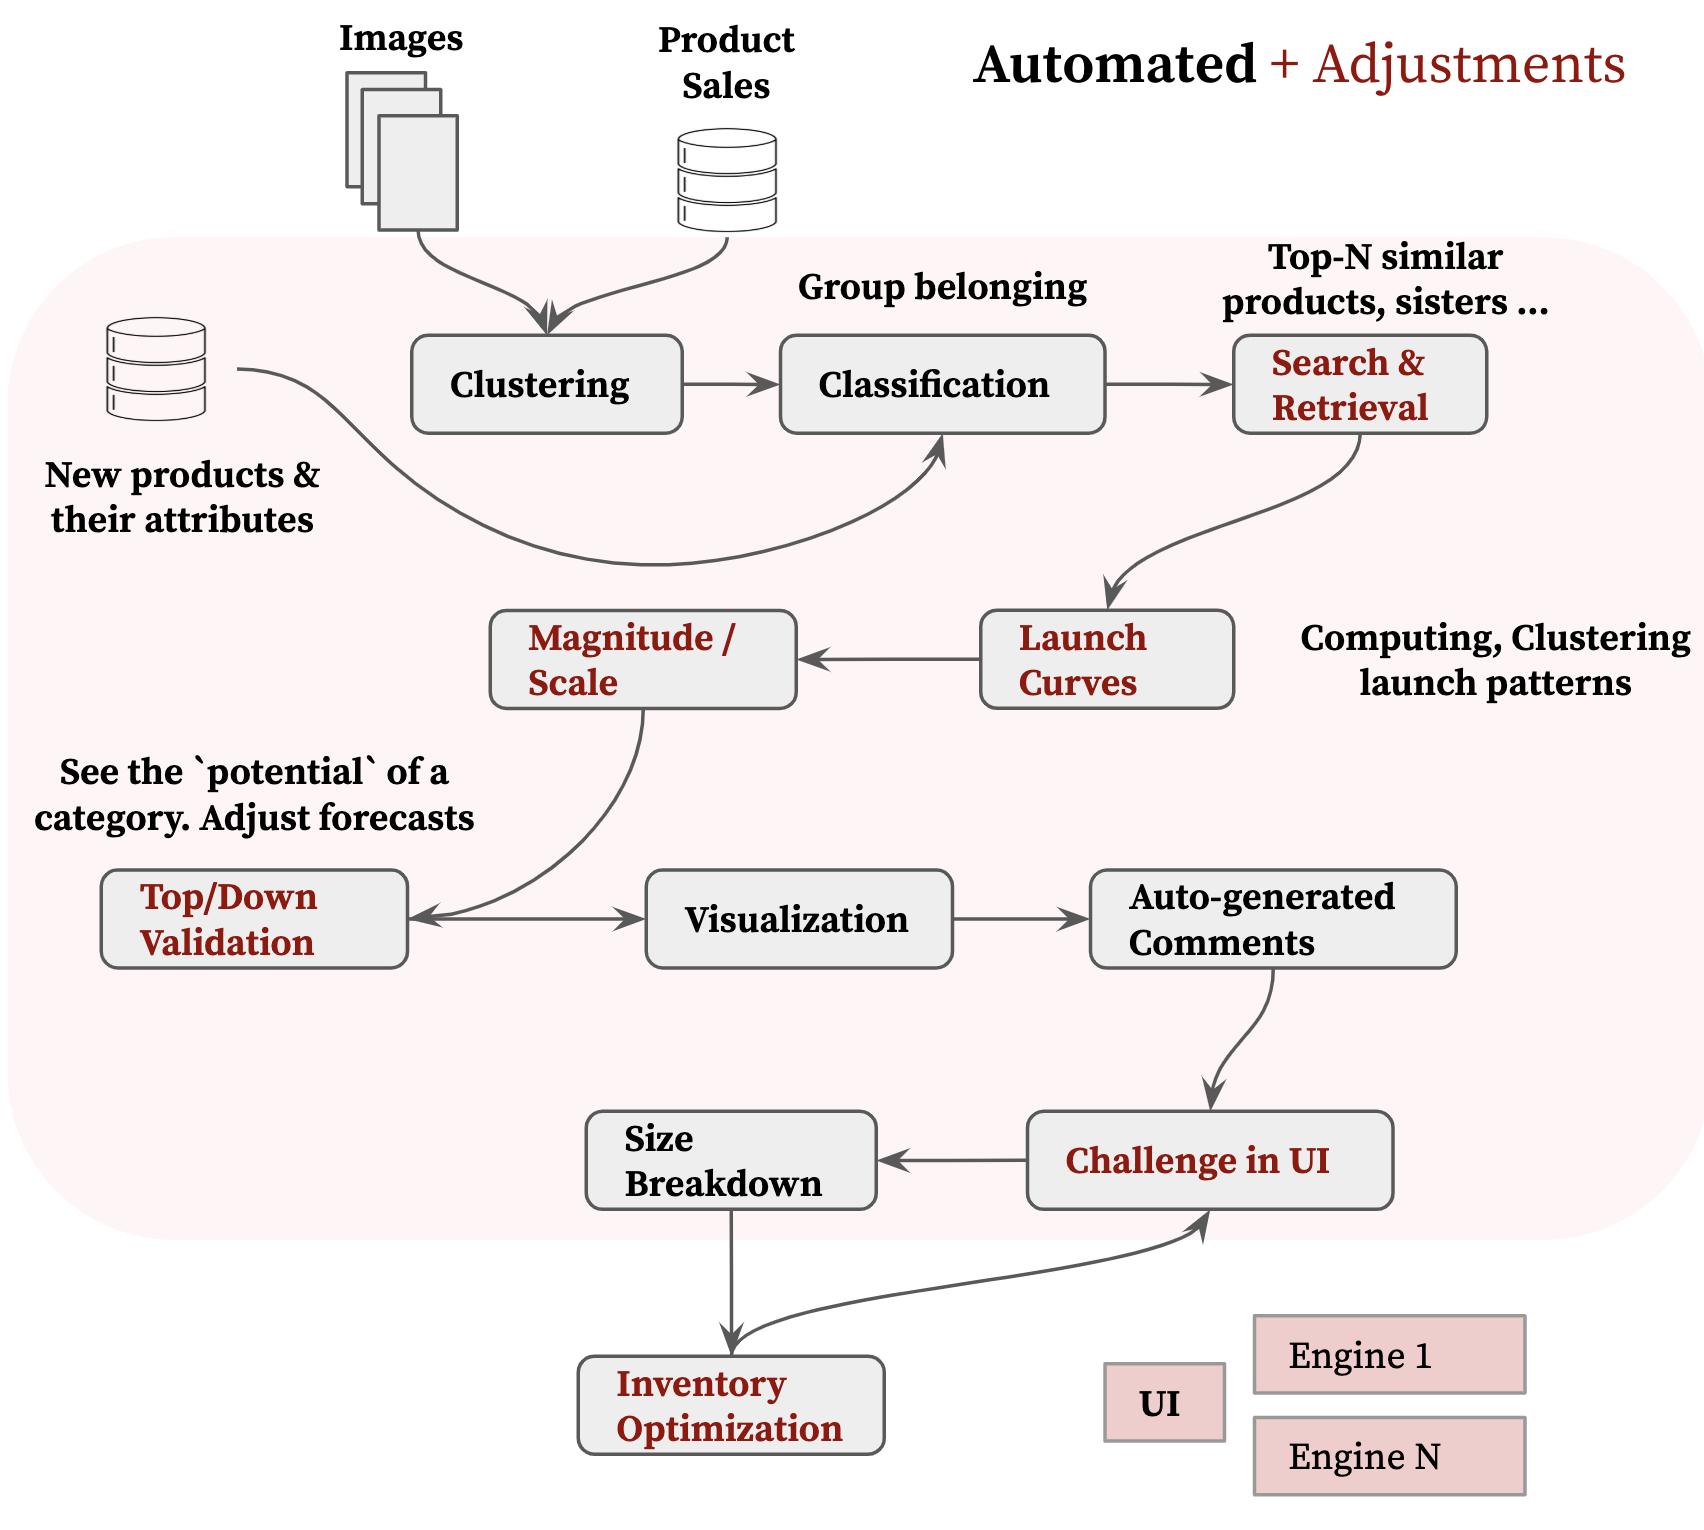 Images
Product
Sales
Automated + Adjustments
Group belonging
Top-N similar
products, sisters ...
Clustering
Classification
Search &
Retrieval
New products &
their attributes
Magnitude /
Scale
Launch
Curves
Computing, Clustering
launch patterns
See the `potential` of a
category. Adjust forecasts
Top/Down
Validation
Visualization
Auto-generated
Comments
Size
Breakdown
Challenge in UI
Inventory
Optimization
UI
Engine 1
Engine N